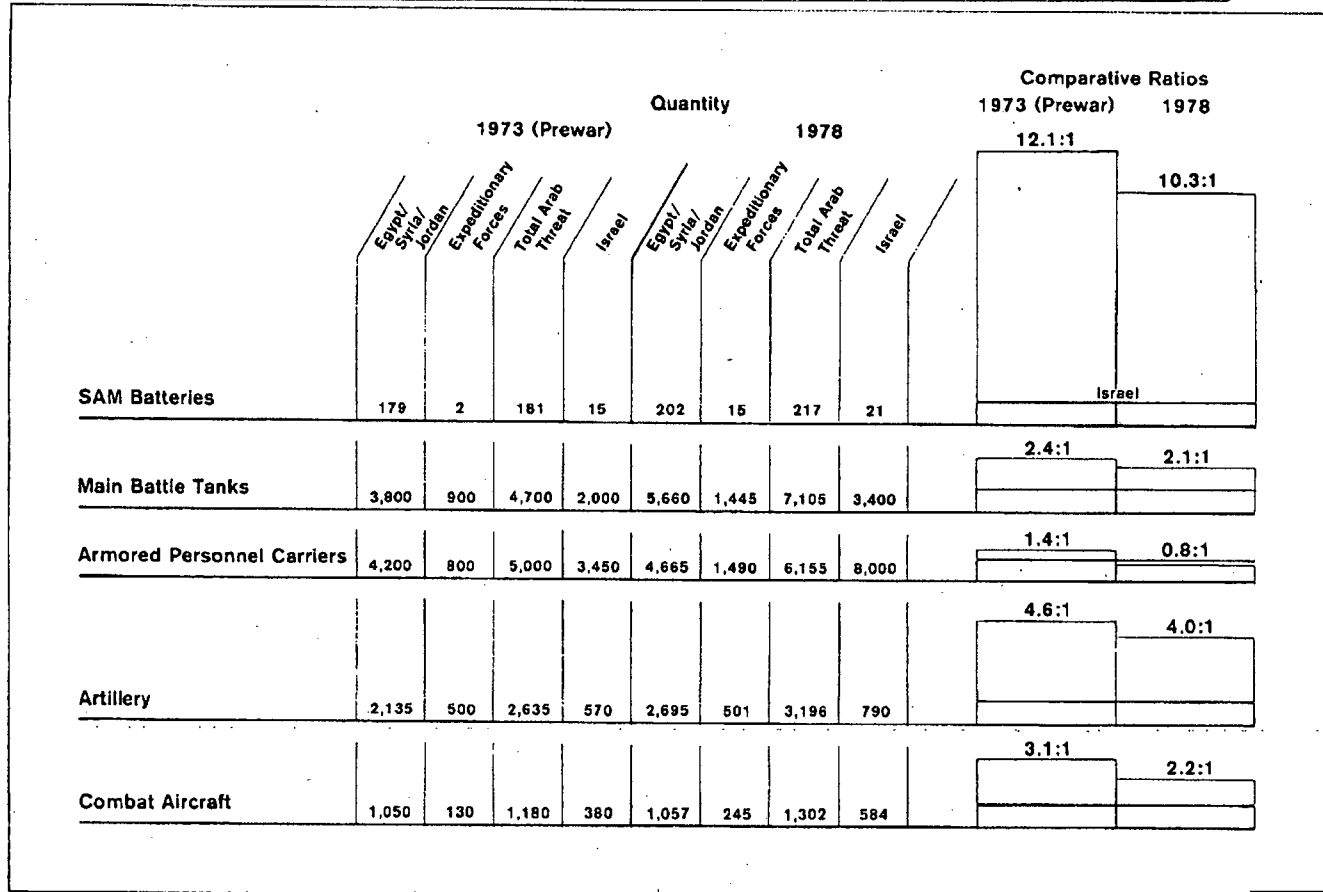 Comparative Ratios
Quantity
1973 (Prewar) 1978
1973 (Prewar) 1978
12.1:1
10.3:1
Egypt/
Syria/
Jordan
Expeditionary
Forces
Total Arab
Threat
Israel
Egypt/
Syria/
Jordan
Expeditionary
Forces
Total Arab
Threat
Israel
Israel
SAM Batteries 179 2 181 15 202 15 217 21
2.4:1 2.1:1
Main Battle Tanks 3,800 900 4,700 2,000 5,660 1,445 7,105 3,400
1.4:1 0.8:1
Armored Personnel Carriers 4,200 800 5,000 3,450 4,665 1,490 6,155 8,000
4.6:1 4.0:1
Artillery 2,135 500 2,635 570 2,695 501 3,196 790
3.1:1 2.2:1
Combat Aircraft 1,050 130 1,180 380 1,057 245 1,302 584